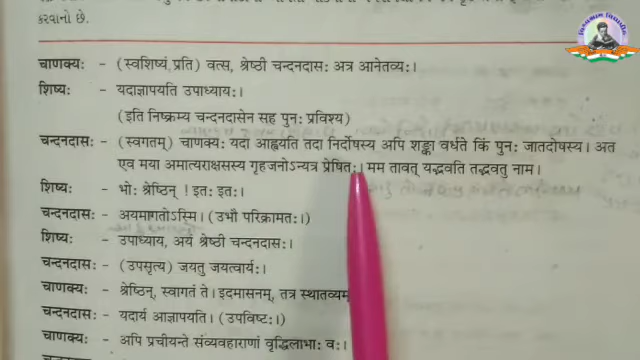 કરવાનો છે.
चाणक्यः - (स्वशिष्यं प्रति) वत्स, श्रेष्ठी चन्दनदासः अत्र आनेतव्यः।
शिष्यः - यदाज्ञापयति उपाध्यायः।
(इति निष्क्रम्य चन्दनदासेन सह पुनः प्रविश्य)
चन्दनदासः - (स्वगतम्) चाणक्यः यदा आह्वयति तदा निर्दोषस्य अपि शङ्का वर्धते किं पुनः जातदोषस्य। अत
एव मया अमात्यराक्षसस्य गृहजनोऽन्यत्र प्रेषितः। मम तावत् यद्भवति तद्भवतु नाम।
शिष्यः - भोः श्रेष्ठिन् ! इतः इतः।
चन्दनदासः - अयमागतोऽस्मि। (उभौ परिक्रामतः।)
शिष्यः - उपाध्याय, अयं श्रेष्ठी चन्दनदासः।
चन्दनदासः - (उपसृत्य) जयतु जयत्वार्यः।
चाणक्यः - श्रेष्ठिन्, स्वागतं ते। इदमासनम्, तत्र स्थातव्यम्
चन्दनदासः - यदार्य आज्ञापयति। (उपविष्टः।)
चाणक्यः - अपि प्रचीयन्ते संव्यवहाराणां वृद्धिलाभाः वः।